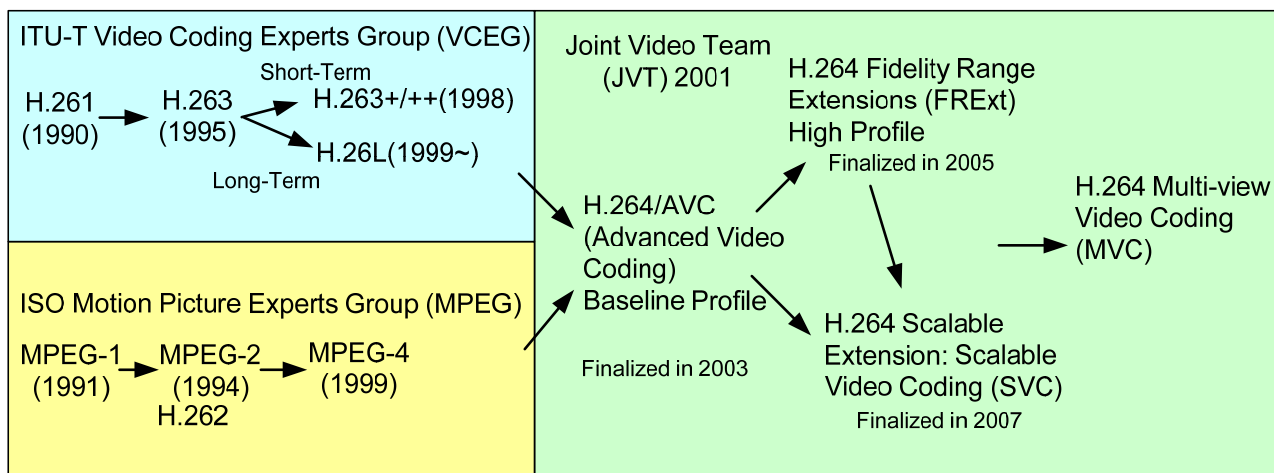 ITU-T Video Coding Experts Group (VCEG)
Short-Term
H.261
(1990)
H.263
(1995)
H.263+/++(1998)
H.26L(1999~)
Long-Term
ISO Motion Picture Experts Group (MPEG)
MPEG-1
(1991)
MPEG-2
(1994)
H.262
MPEG-4
(1999)
Joint Video Team
(JVT) 2001
H.264/AVC
(Advanced Video
Coding)
Baseline Profile
Finalized in 2003
H.264 Fidelity Range
Extensions (FRExt)
High Profile
Finalized in 2005
H.264 Scalable
Extension: Scalable
Video Coding (SVC)
Finalized in 2007
H.264 Multi-view
Video Coding
(MVC)